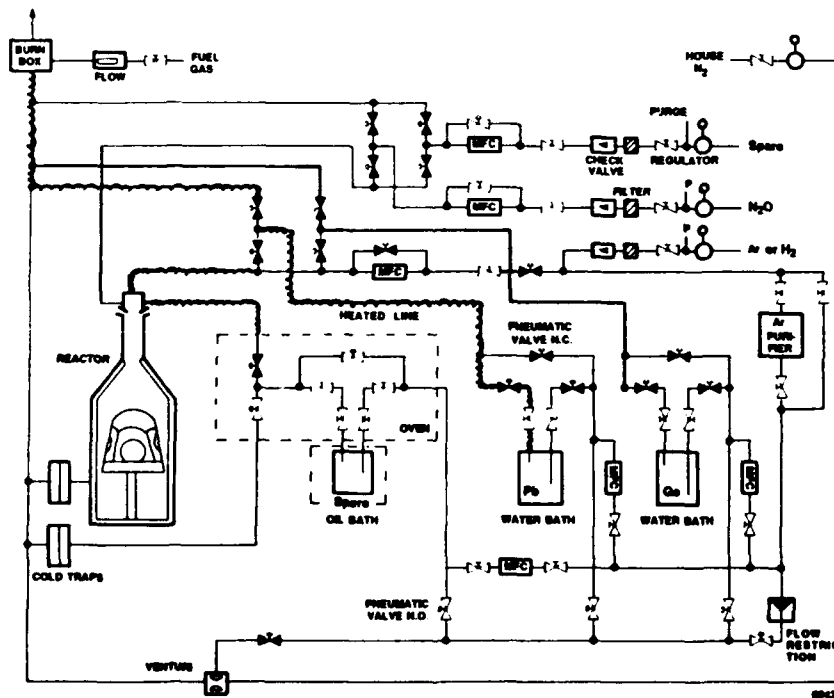 BURN
BOX
FLOW
FUEL
GAS
HOUSE
N2
PURGE
MFC
CHECK
VALVE
REGULATOR
Spare
FILTER
P
MFC
N2O
P
Ar or H2
MFC
HEATED LINE
PNEUMATIC
VALVE N.C.
Ar
PURI-
FIER
REACTOR
OVEN
Spare
OIL BATH
Pb
WATER BATH
MFC
Ge
WATER BATH
MFC
COLD TRAPS
MFC
PNEUMATIC
VALVE N.O.
FLOW
RESTRIC
TION
VENTURI